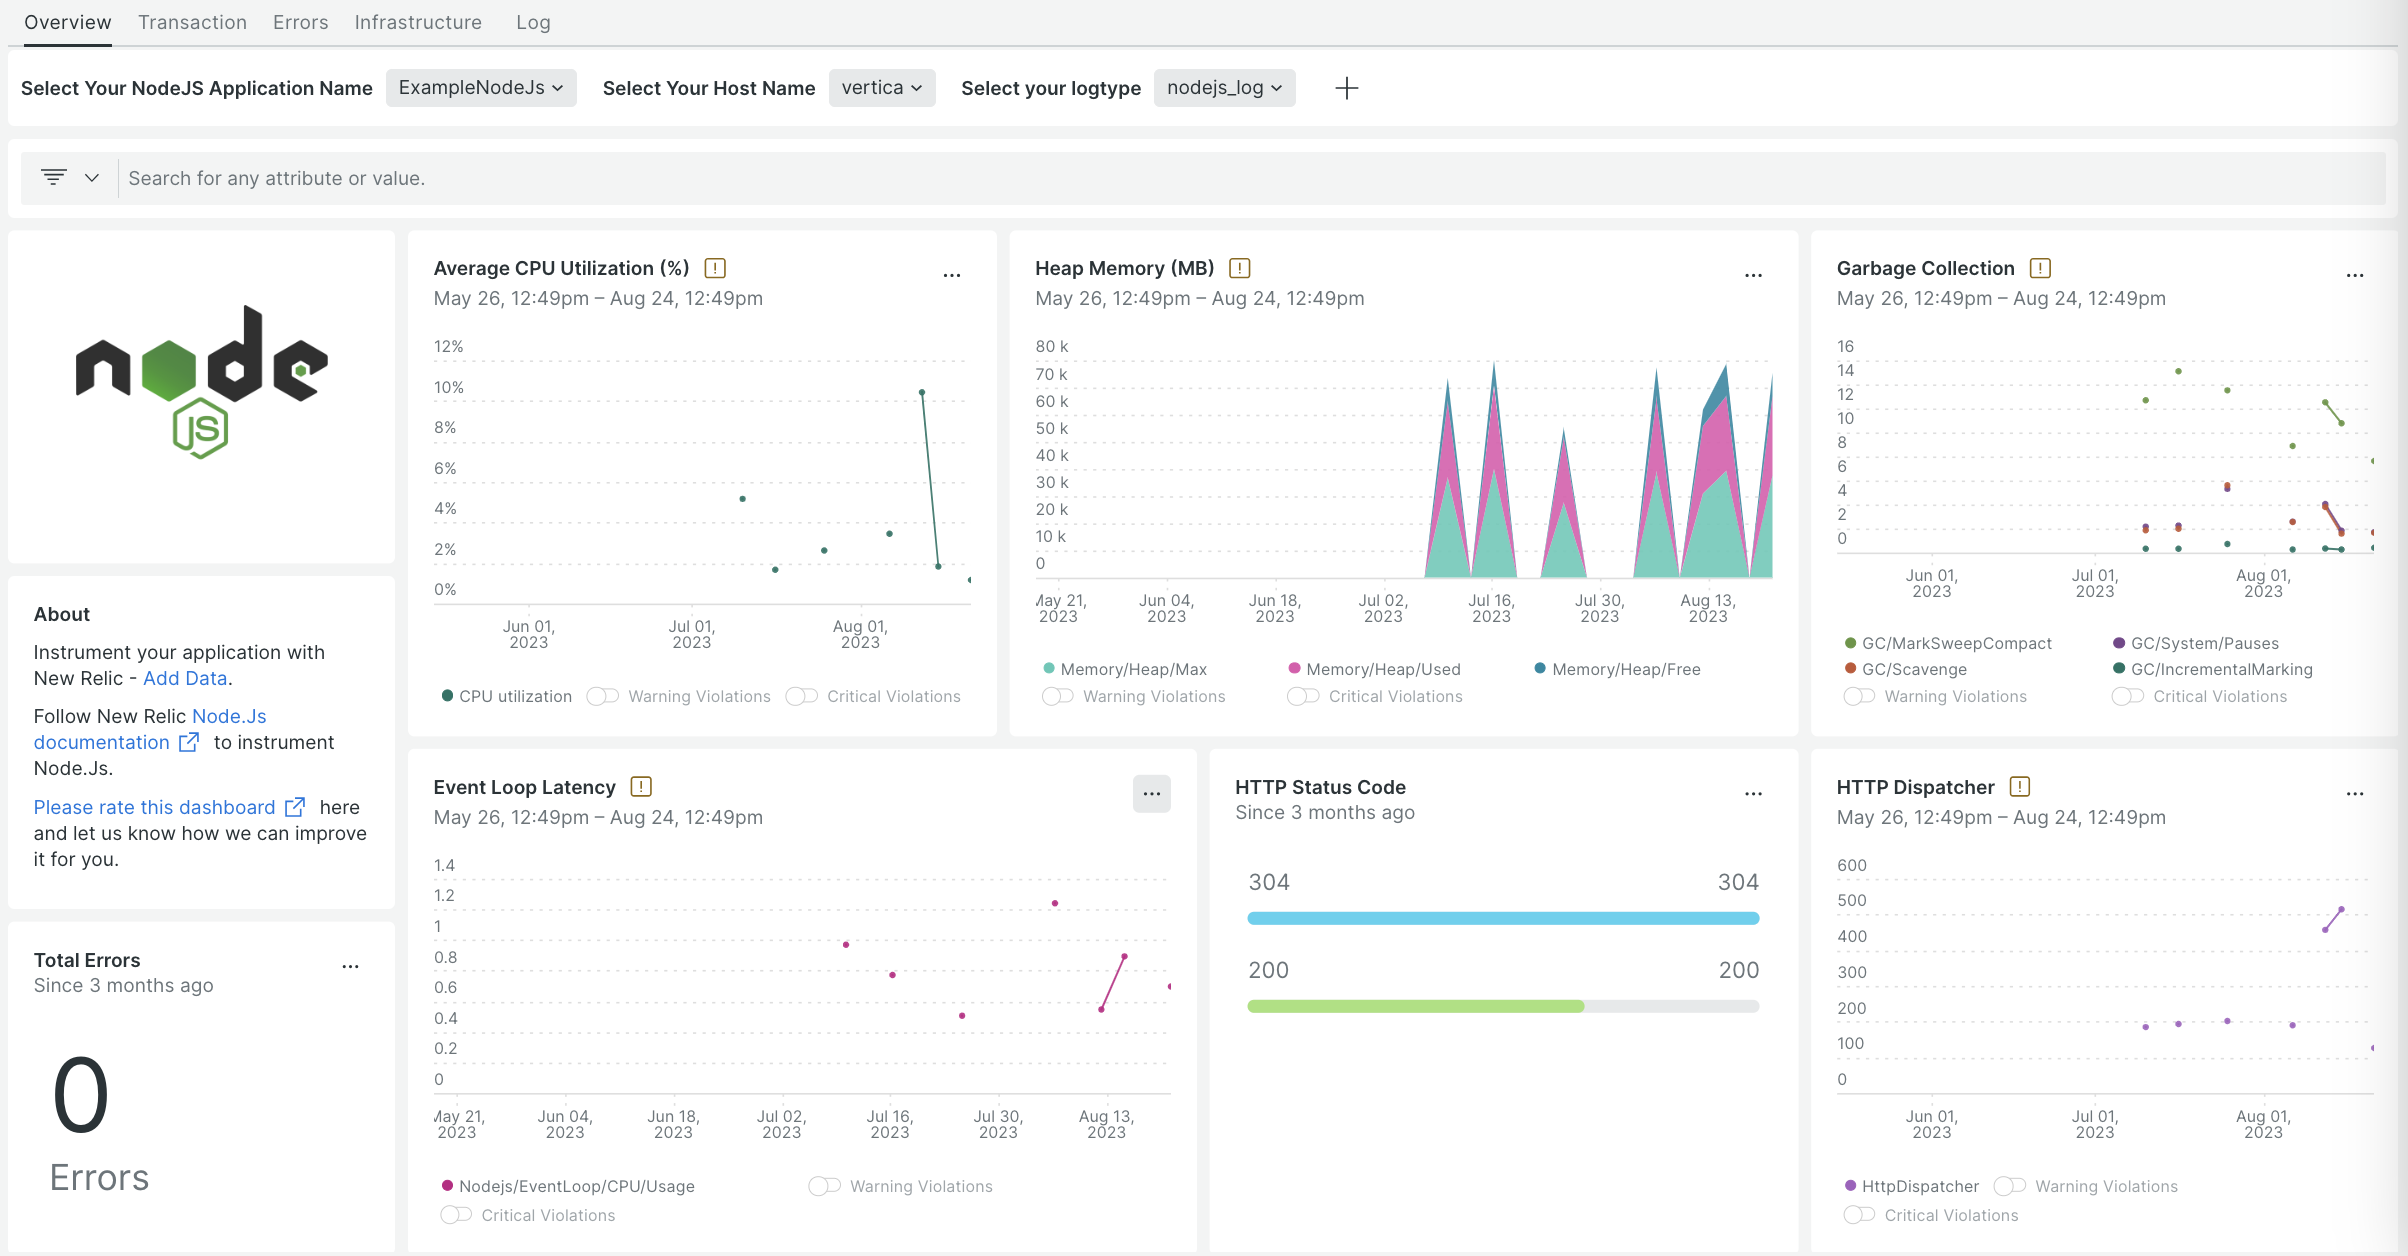 Overview Transaction Errors Infrastructure Log
Select Your NodeJS Application Name ExampleNodeJs Select Your Host Name vertica Select your logtype nodejs_log +
Search for any attribute or value.
node
JS
About
Instrument your application with
New Relic - Add Data.
Follow New Relic Node.Js
documentation to instrument
Node.Js.
Please rate this dashboard here
and let us know how we can improve
it for you.
Total Errors ...
Since 3 months ago
0
Errors
Average CPU Utilization (%) ! ...
May 26, 12:49pm – Aug 24, 12:49pm
12%
10%
8%
6%
4%
2%
0%
Jun 01, Jul 01, Aug 01,
2023 2023 2023
CPU utilization Warning Violations Critical Violations
Heap Memory (MB) ! ...
May 26, 12:49pm – Aug 24, 12:49pm
80 k
70 k
60 k
50 k
40 k
30 k
20 k
10 k
0
May 21, Jun 04, Jun 18, Jul 02, Jul 16, Jul 30, Aug 13,
2023 2023 2023 2023 2023 2023 2023
Memory/Heap/Max Memory/Heap/Used Memory/Heap/Free
Warning Violations Critical Violations
Garbage Collection ! ...
May 26, 12:49pm – Aug 24, 12:49pm
16
14
12
10
8
6
4
2
0
Jun 01, Jul 01, Aug 01,
2023 2023 2023
GC/MarkSweepCompact GC/System/Pauses
GC/Scavenge GC/IncrementalMarking
Warning Violations Critical Violations
Event Loop Latency ! ...
May 26, 12:49pm – Aug 24, 12:49pm
1.4
1.2
1
0.8
0.6
0.4
0.2
0
May 21, Jun 04, Jun 18, Jul 02, Jul 16, Jul 30, Aug 13,
2023 2023 2023 2023 2023 2023 2023
Nodejs/EventLoop/CPU/Usage Warning Violations
Critical Violations
HTTP Status Code ...
Since 3 months ago
304 304
200 200
HTTP Dispatcher ! ...
May 26, 12:49pm – Aug 24, 12:49pm
600
500
400
300
200
100
0
Jun 01, Jul 01, Aug 01,
2023 2023 2023
HttpDispatcher Warning Violations
Critical Violations